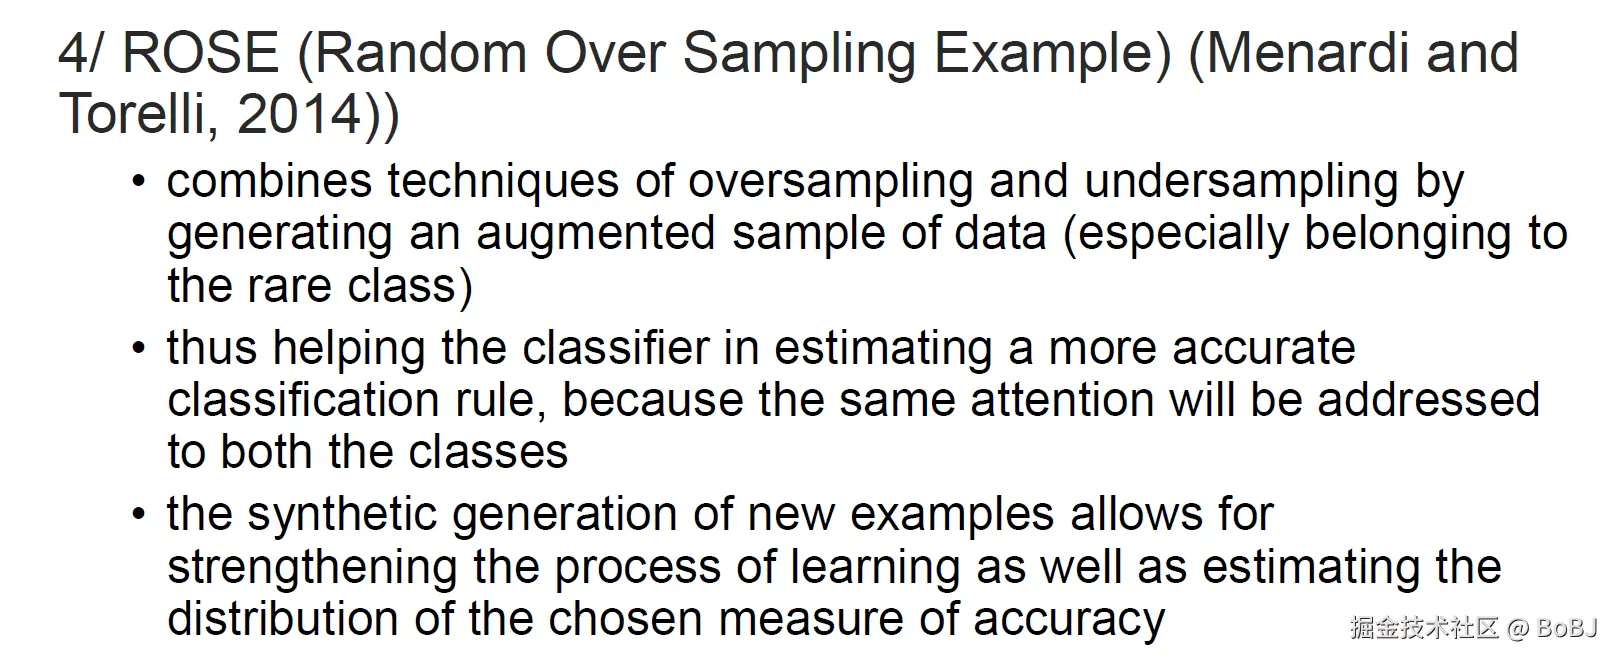 4/ ROSE (Random Over Sampling Example) (Menardi and
Torelli, 2014))
• combines techniques of oversampling and undersampling by
generating an augmented sample of data (especially belonging to
the rare class)
• thus helping the classifier in estimating a more accurate
classification rule, because the same attention will be addressed
to both the classes
• the synthetic generation of new examples allows for
strengthening the process of learning as well as estimating the
distribution of the chosen measure of accuracy
掘金技术社区 @ BoBJ